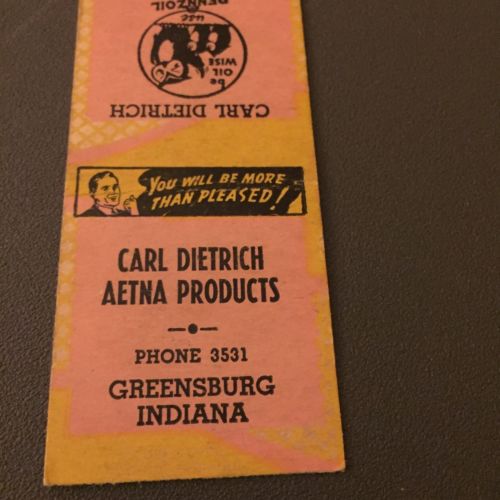 PENNZOIL
use
be
OIL
WISE
CARL DIETRICH
YOU WILL BE MORE
THAN PLEASED!
CARL DIETRICH
AETNA PRODUCTS
PHONE 3531
GREENSBURG
INDIANA